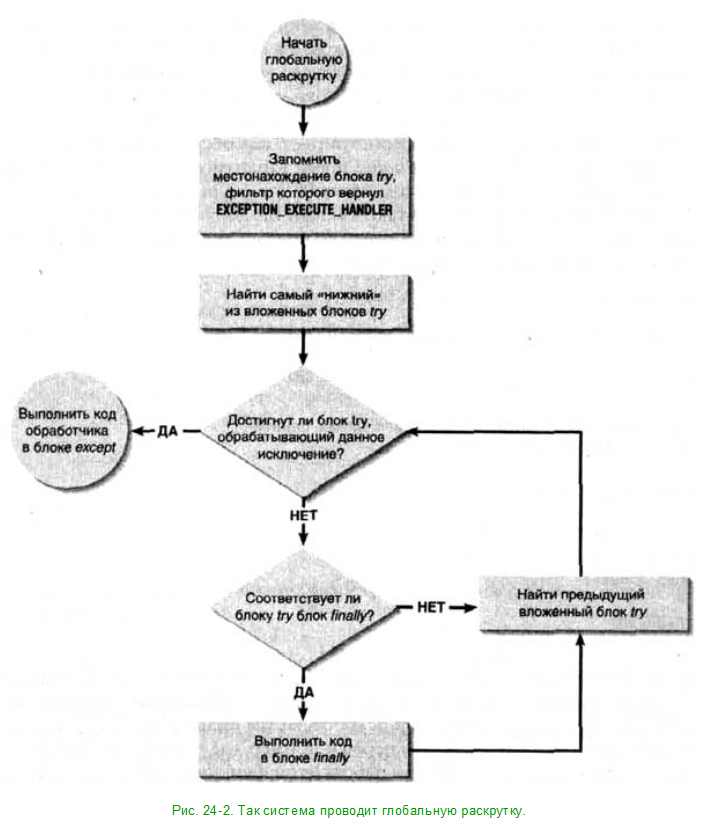 Начать
глобальную
раскрутку
Запомнить
местонахождение блока try,
фильтр которого вернул
EXCEPTION_EXECUTE_HANDLER
Найти самый «нижний»
из вложенных блоков try
Достигнут ли блок try,
обрабатывающий данное
исключение?
ДА
Выполнить код
обработчика
в блоке except
НЕТ
Соответствует ли
блоку try блок finally?
НЕТ
Найти предыдущий
вложенный блок try
ДА
Выполнить код
в блоке finally
Рис. 24-2. Так система проводит глобальную раскрутку.